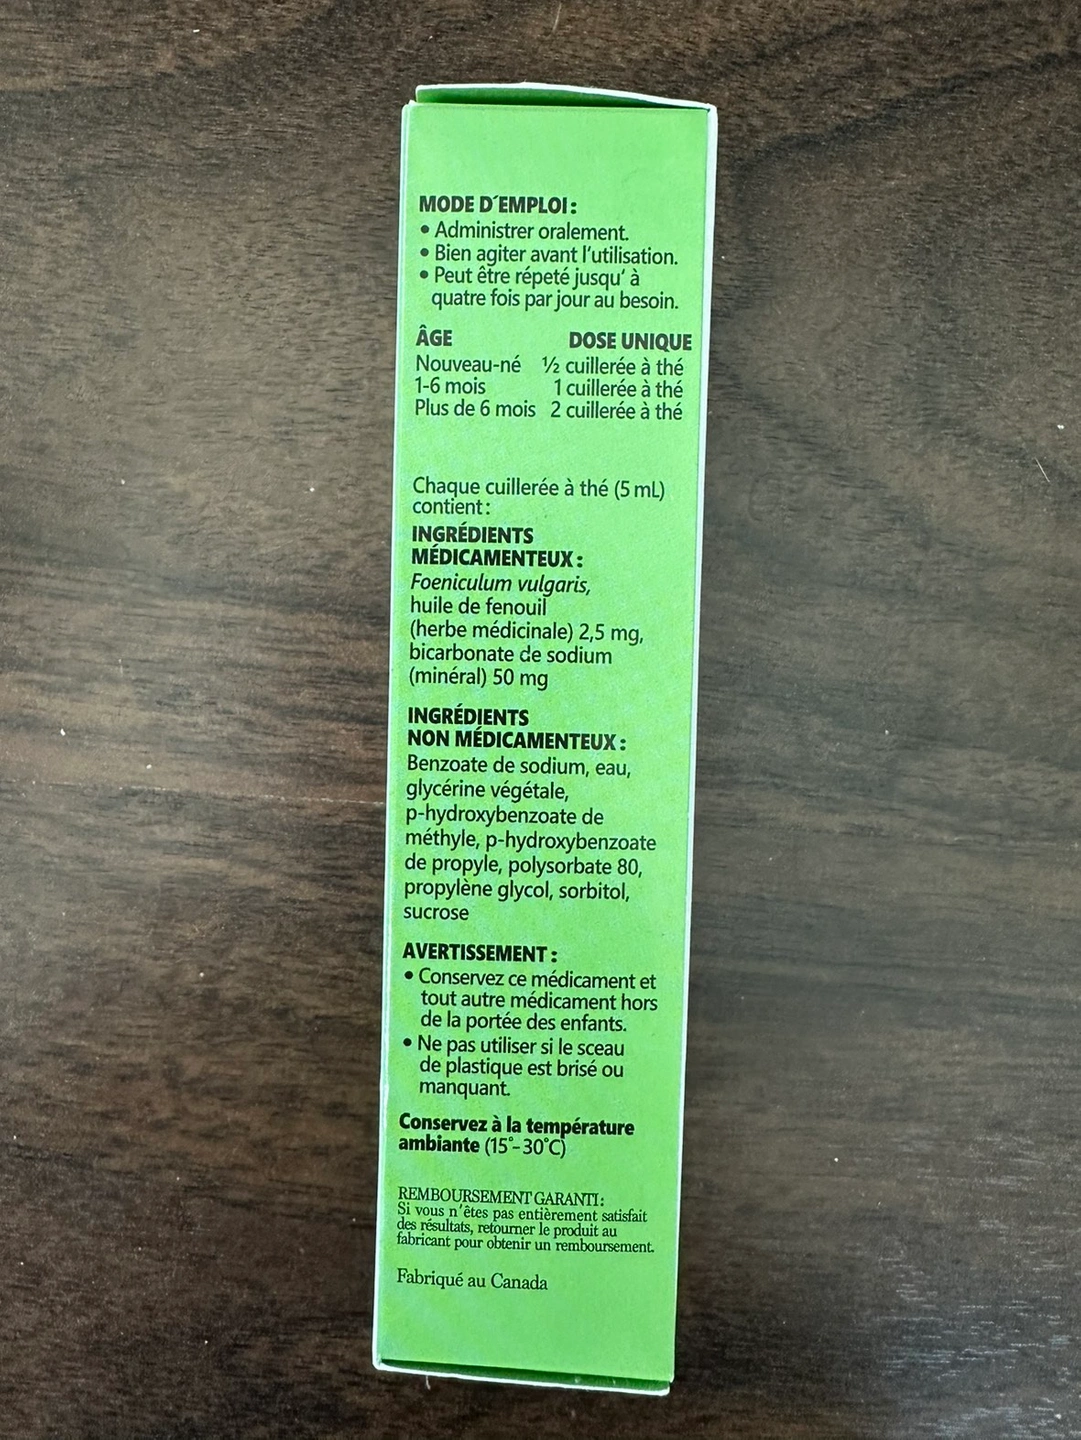 MODE D´EMPLOI :
• Administrer oralement.
• Bien agiter avant l'utilisation.
• Peut être répeté jusqu' à
quatre fois par jour au besoin.
ÂGE DOSE UNIQUE
Nouveau-né ½ cuillerée à thé
1-6 mois 1 cuillerée à thé
Plus de 6 mois 2 cuillerée à thé
Chaque cuillerée à thé (5 mL)
contient :
INGRÉDIENTS
MÉDICAMENTEUX :
Foeniculum vulgaris,
huile de fenouil
(herbe médicinale) 2,5 mg,
bicarbonate de sodium
(minéral) 50 mg
INGRÉDIENTS
NON MÉDICAMENTEUX :
Benzoate de sodium, eau,
glycérine végétale,
p-hydroxybenzoate de
méthyle, p-hydroxybenzoate
de propyle, polysorbate 80,
propylène glycol, sorbitol,
sucrose
AVERTISSEMENT :
• Conservez ce médicament et
tout autre médicament hors
de la portée des enfants.
• Ne pas utiliser si le sceau
de plastique est brisé ou
manquant.
Conservez à la température
ambiante (15°-30°C)
REMBOURSEMENT GARANTI :
Si vous n'êtes pas entièrement satisfait
des résultats, retourner le produit au
fabricant pour obtenir un remboursement.
Fabriqué au Canada